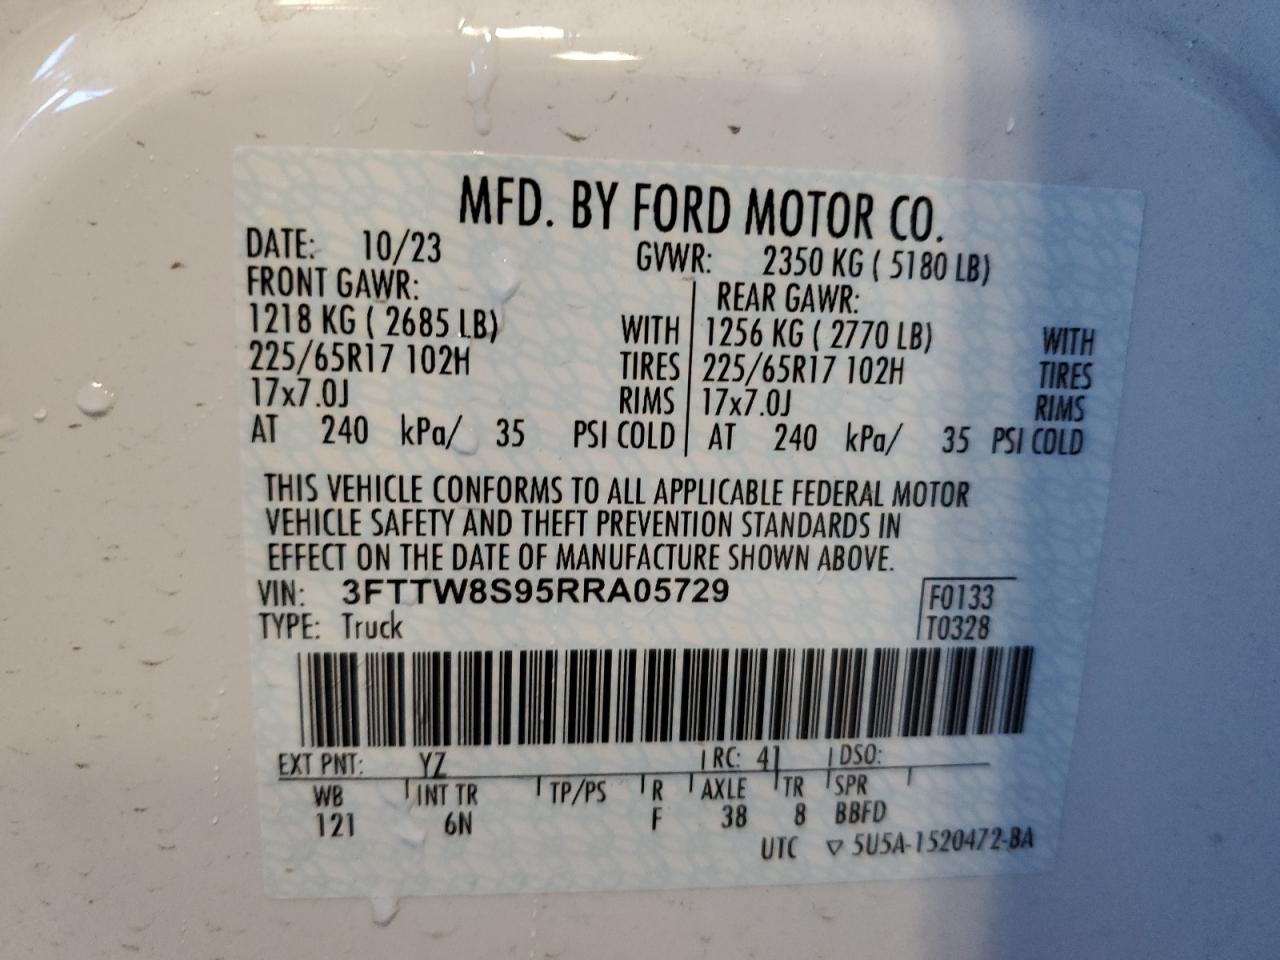 MFD. BY FORD MOTOR CO.
DATE: 10/23 GVWR: 2350 KG ( 5180 LB)
FRONT GAWR: REAR GAWR:
1218 KG ( 2685 LB) WITH 1256 KG ( 2770 LB) WITH
225/65R17 102H TIRES 225/65R17 102H TIRES
17x7.0J RIMS 17x7.0J RIMS
AT 240 kPa/ 35 PSI COLD AT 240 kPa/ 35 PSI COLD
THIS VEHICLE CONFORMS TO ALL APPLICABLE FEDERAL MOTOR
VEHICLE SAFETY AND THEFT PREVENTION STANDARDS IN
EFFECT ON THE DATE OF MANUFACTURE SHOWN ABOVE.
VIN: 3FTTW8S95RRA05729 F0133
TYPE: Truck T0328
EXT PNT: YZ RC: 41 DSO:
WB INT TR TP/PS R AXLE TR SPR
121 6N F 38 8 BBFD
UTC ▽ 5U5A-1520472-BA